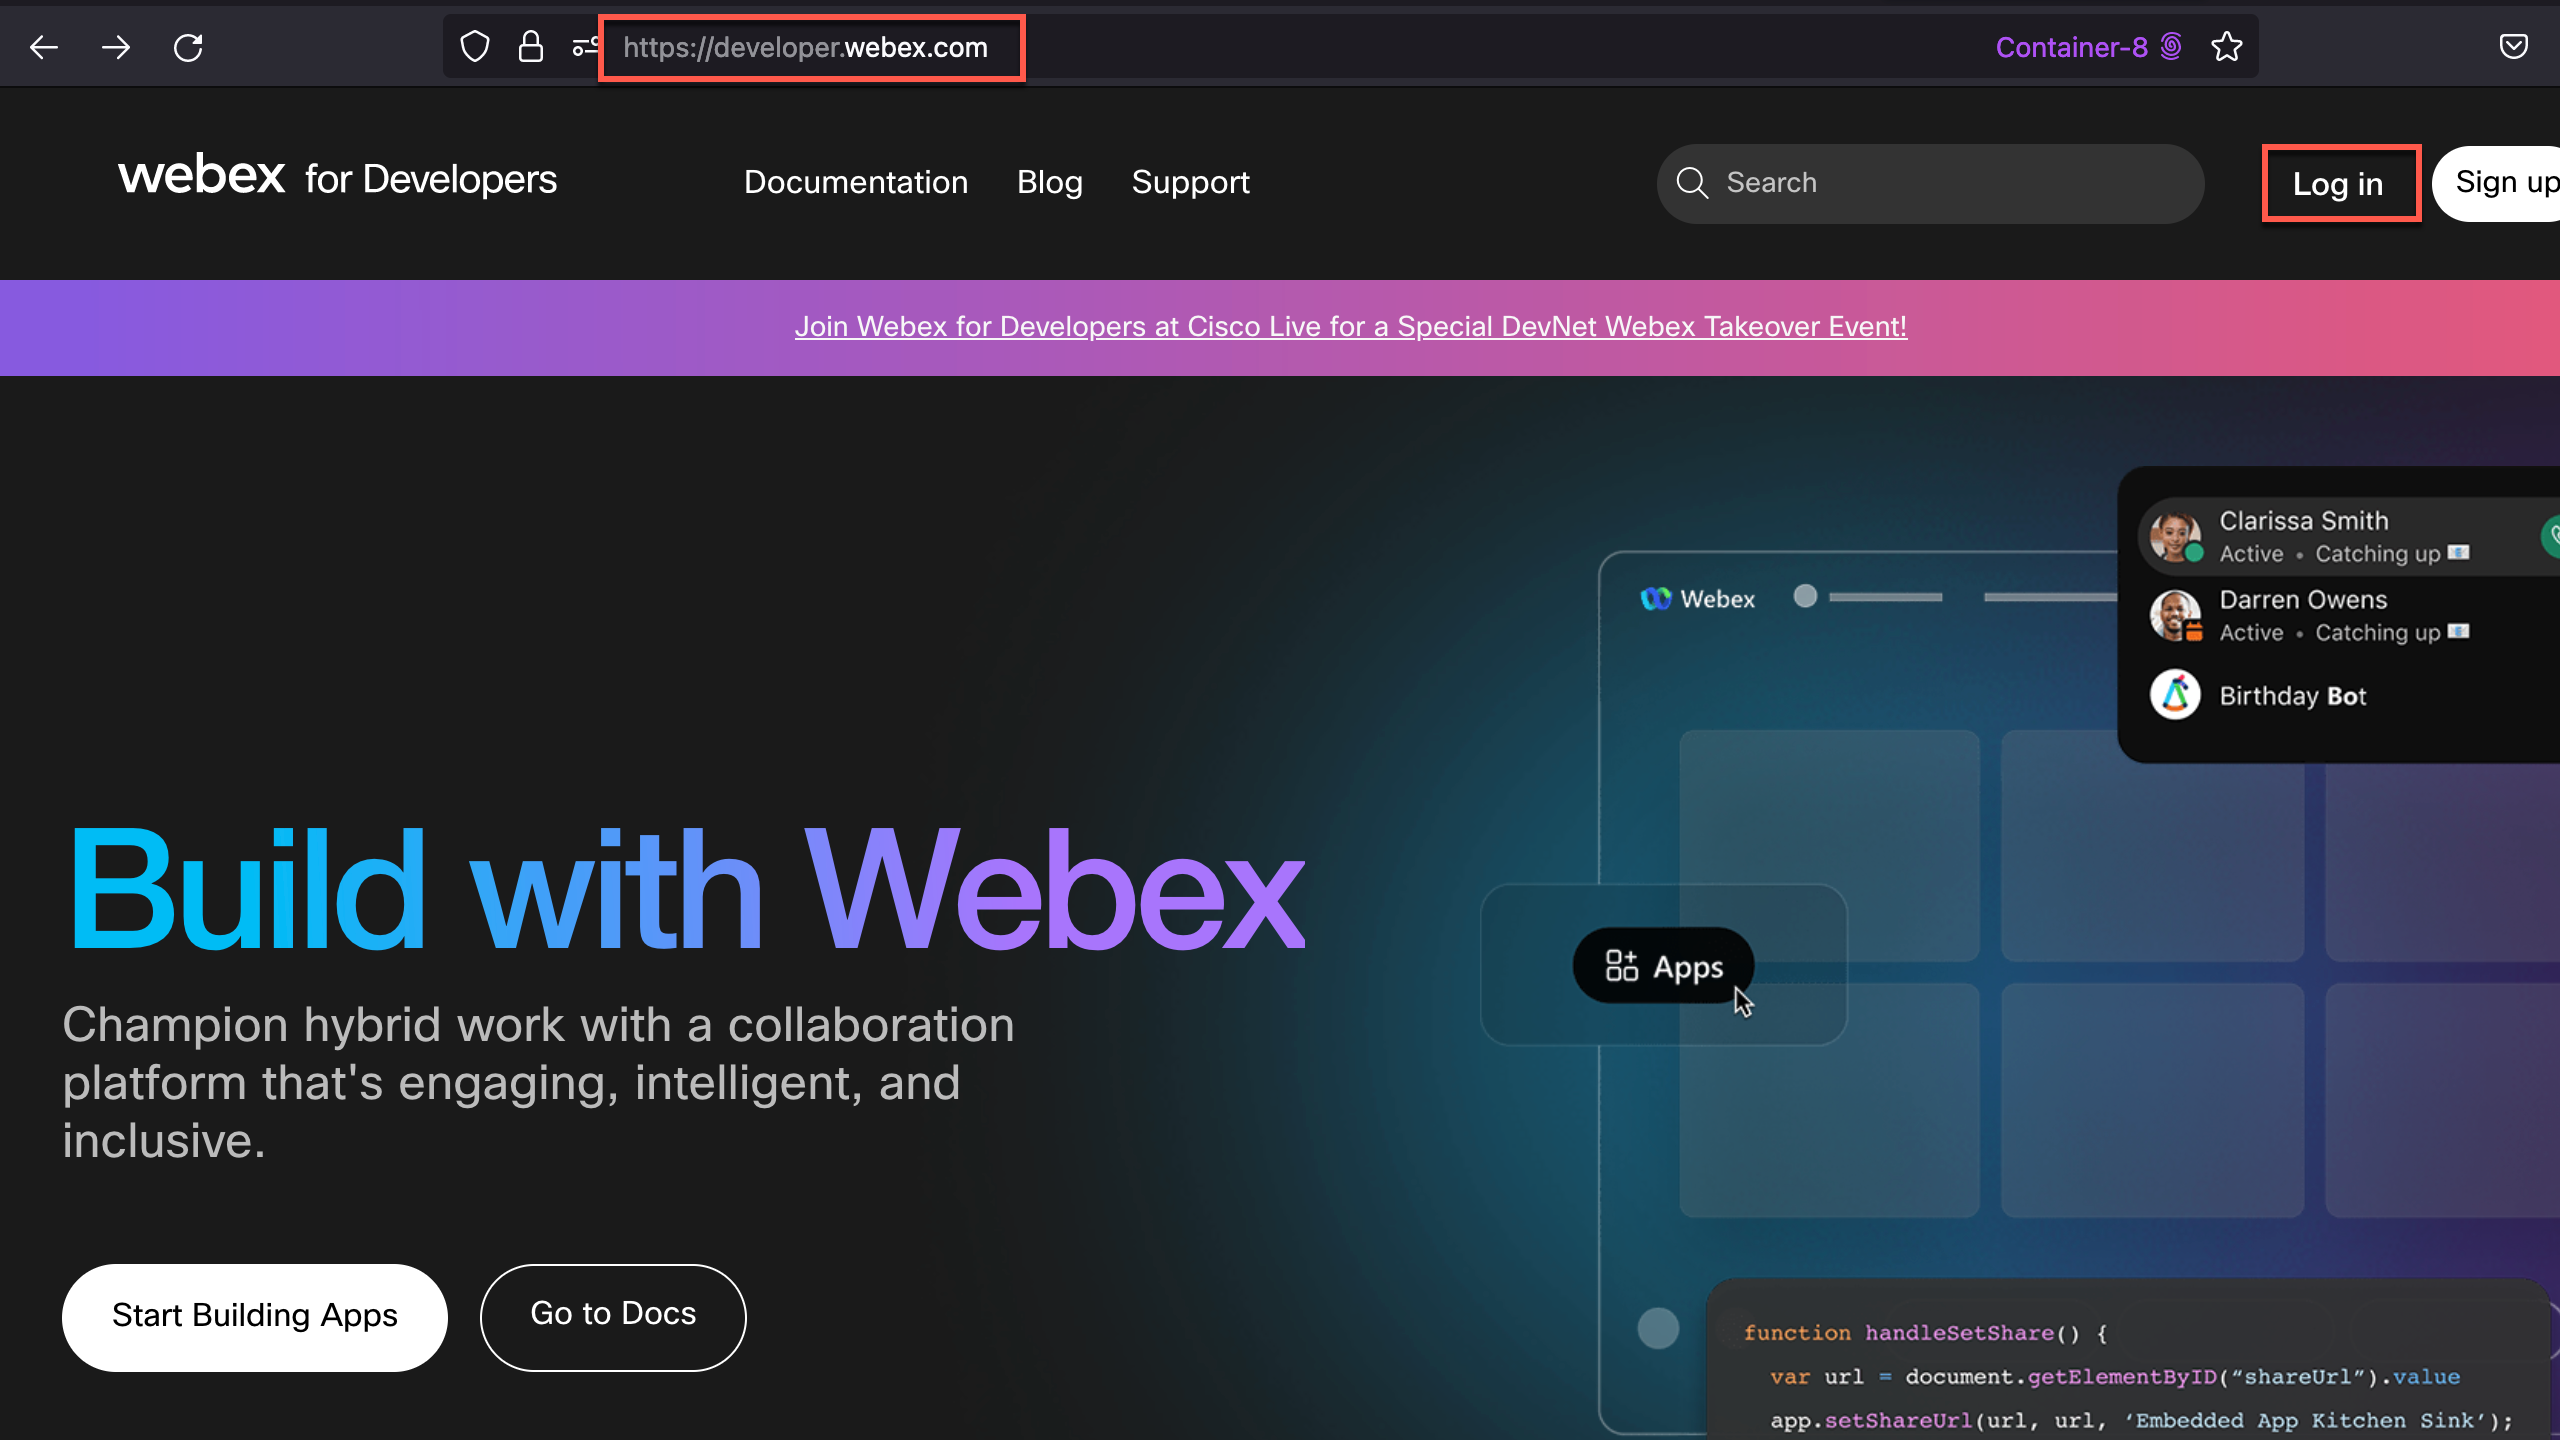 https://developer.webex.com
Container-8
webex for Developers
Documentation
Blog
Support
Search
Log in
Sign up
Join Webex for Developers at Cisco Live for a Special DevNet Webex Takeover Event!
Clarissa Smith
Active • Catching up
Darren Owens
Active • Catching up
Birthday Bot
Webex
Build with Webex
Apps
Champion hybrid work with a collaboration
platform that's engaging, intelligent, and
inclusive.
Start Building Apps
Go to Docs
function handleSetShare() {
var url = document.getElementByID(“shareUrl”).value
app.setShareUrl(url, url, ‘Embedded App Kitchen Sink’);